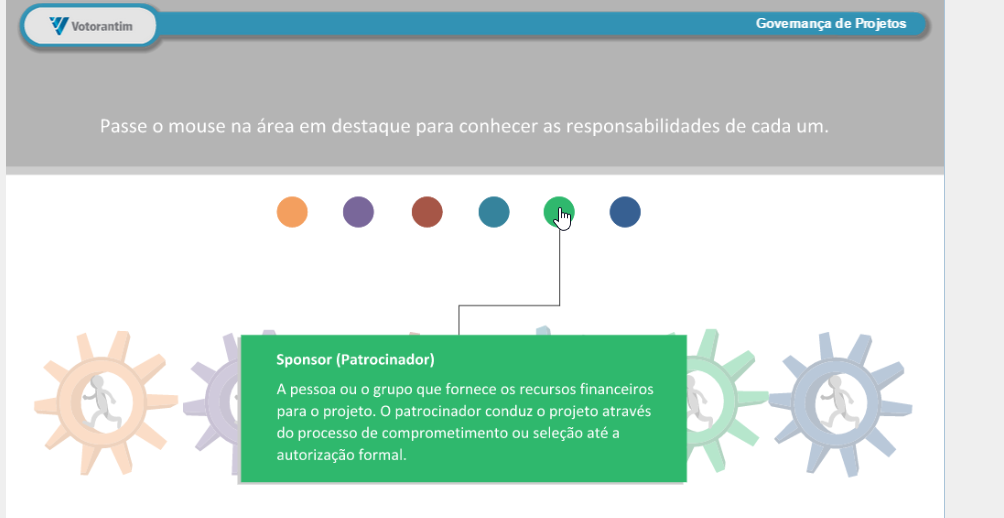 Votorantim
Governança de Projetos
Passe o mouse na área em destaque para conhecer as responsabilidades de cada um.
Sponsor (Patrocinador)
A pessoa ou o grupo que fornece os recursos financeiros
para o projeto. O patrocinador conduz o projeto através
do processo de comprometimento ou seleção até a
autorização formal.